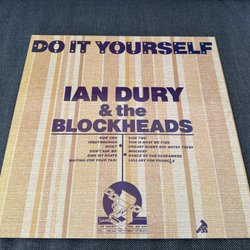 DO IT YOURSELF
IAN DURY
& the
BLOCKHEADS
SIDE ONE
INBETWEENIES
QUIET
DON'T ASK ME
SINK MY BOATS
WAITING FOR YOUR TAXI
SIDE TWO
THIS IS WHAT WE FIND
UNEASY SUNNY DAY HOTSY TOTSY
MISCHIEF
DANCE OF THE SCREAMERS
LULLABY FOR FRANCIES